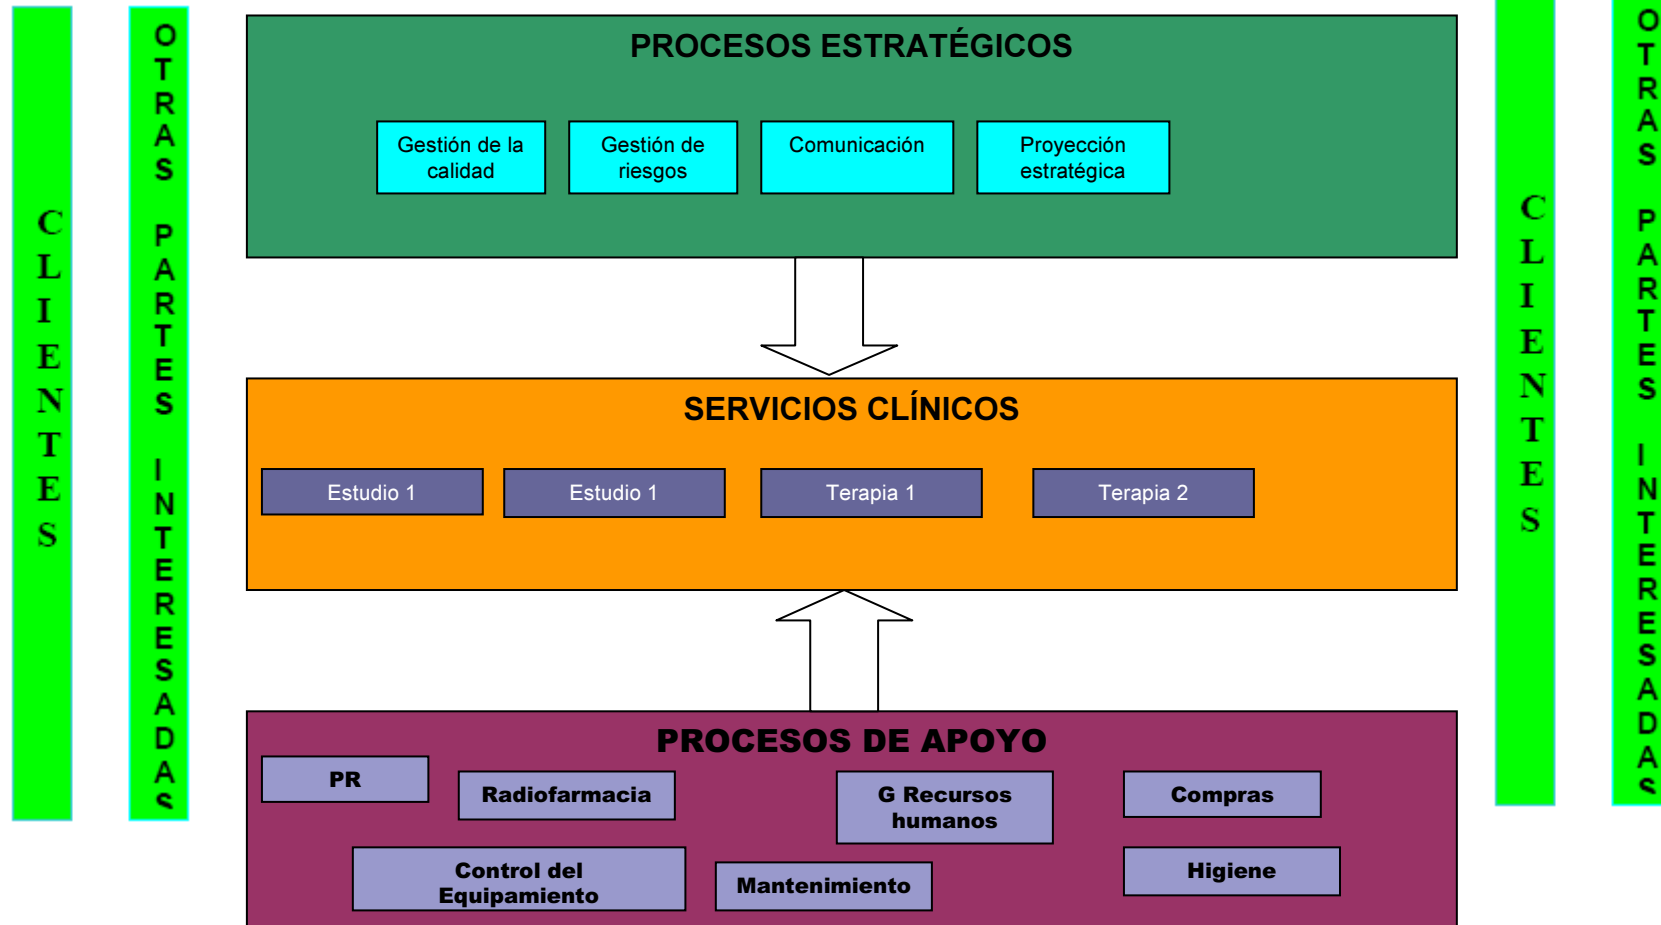 CLIENTES
OTRAS PARTES INTERESADAS
PROCESOS ESTRATÉGICOS
Gestión de la
calidad
Gestión de
riesgos
Comunicación
Proyección
estratégica
SERVICIOS CLÍNICOS
Estudio 1
Estudio 1
Terapia 1
Terapia 2
PROCESOS DE APOYO
PR
Radiofarmacia
G Recursos
humanos
Compras
Control del
Equipamiento
Mantenimiento
Higiene
CLIENTES
OTRAS PARTES INTERESADAS